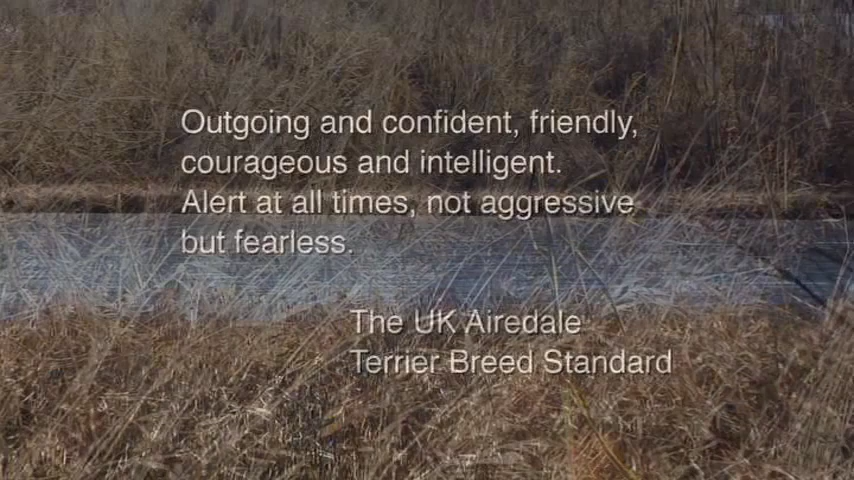 Outgoing and confident, friendly,
courageous and intelligent.
Alert at all times, not aggressive
but fearless.
The UK Airedale
Terrier Breed Standard